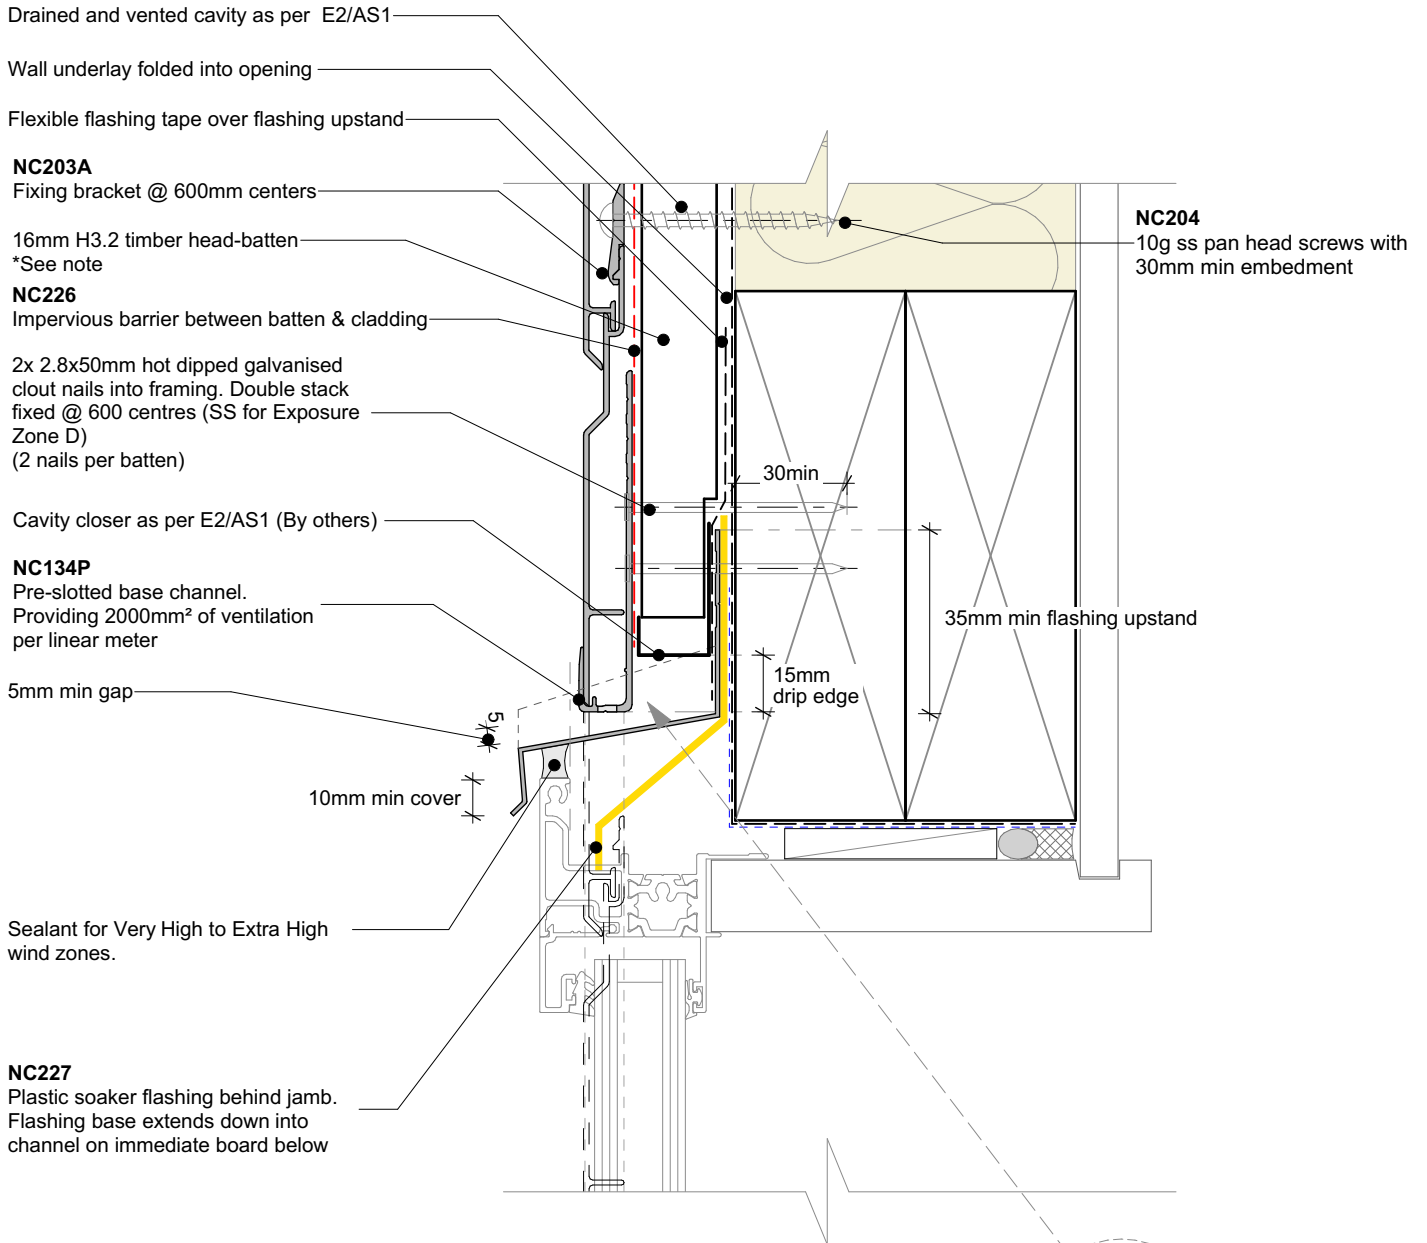 Drained and vented cavity as per  E2/AS1
Wall underlay folded into opening
Flexible flashing tape over flashing upstand
NC203A
Fixing bracket @ 600mm centers
16mm H3.2 timber head-batten
*See note
NC226
Impervious barrier between batten & cladding
2x 2.8x50mm hot dipped galvanised
clout nails into framing. Double stack
fixed @ 600 centres (SS for Exposure
Zone D)
(2 nails per batten)
Cavity closer as per E2/AS1 (By others)
NC134P
Pre-slotted base channel.
Providing 2000mm² of ventilation
per linear meter
5mm min gap
5
10mm min cover
Sealant for Very High to Extra High
wind zones.
NC227
Plastic soaker flashing behind jamb.
Flashing base extends down into
channel on immediate board below
NC204
10g ss pan head screws with
30mm min embedment
30min
35mm min flashing upstand
15mm
drip edge